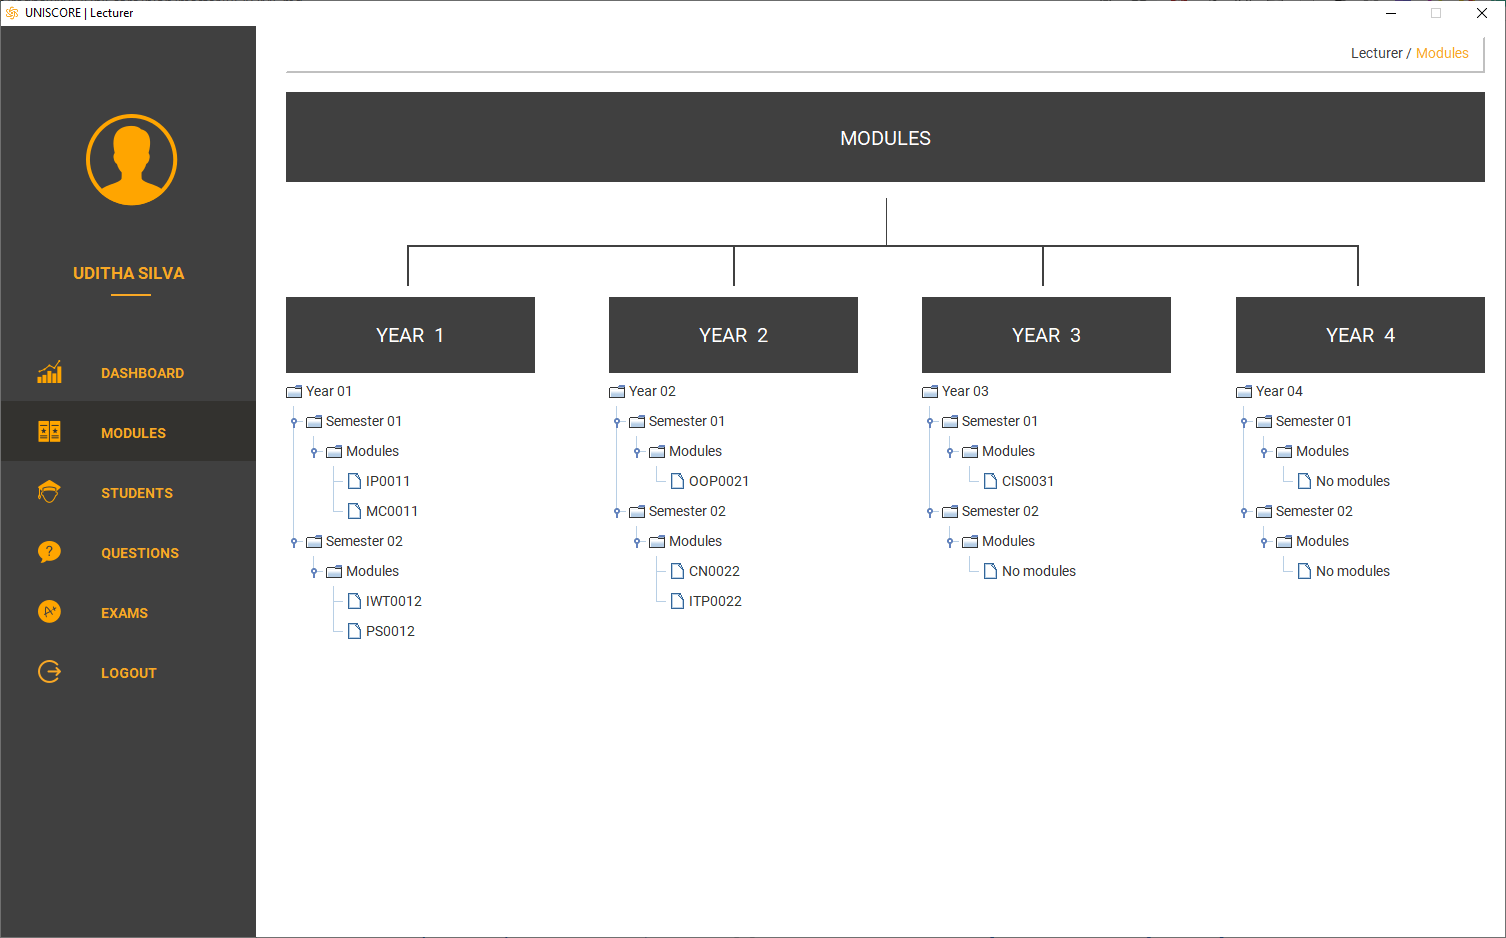 UNISCORE | Lecturer
Lecturer / Modules
UDITHA SILVA
DASHBOARD
MODULES
STUDENTS
QUESTIONS
A+
EXAMS
LOGOUT
MODULES
YEAR 1
Year 01
Semester 01
Modules
IP0011
MC0011
Semester 02
Modules
IWT0012
PS0012
YEAR 2
Year 02
Semester 01
Modules
OOP0021
Semester 02
Modules
CN0022
ITP0022
YEAR 3
Year 03
Semester 01
Modules
CIS0031
Semester 02
Modules
No modules
YEAR 4
Year 04
Semester 01
Modules
No modules
Semester 02
Modules
No modules